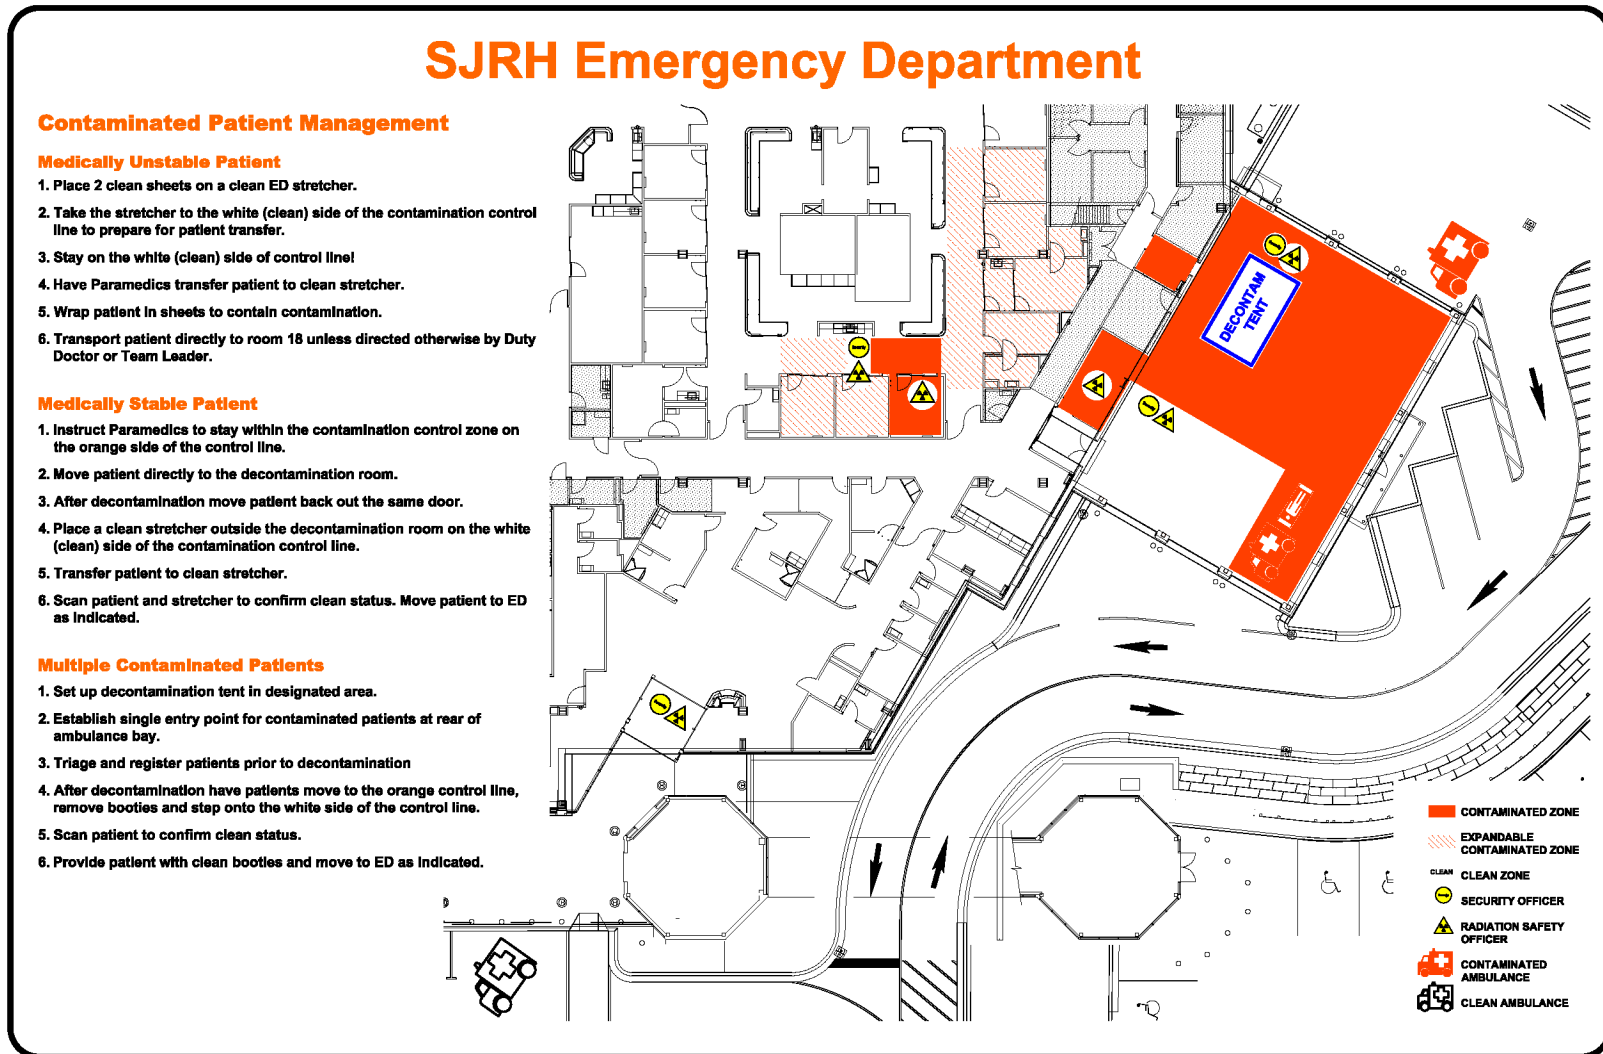 SJRH Emergency Department
Contaminated Patient Management
Medically Unstable Patient
1. Place 2 clean sheets on a clean ED stretcher.
2. Take the stretcher to the white (clean) side of the contamination control
line to prepare for patient transfer.
3. Stay on the white (clean) side of control line!
4. Have Paramedics transfer patient to clean stretcher.
5. Wrap patient in sheets to contain contamination.
6. Transport patient directly to room 18 unless directed otherwise by Duty
Doctor or Team Leader.
Medically Stable Patient
1. Instruct Paramedics to stay within the contamination control zone on
the orange side of the control line.
2. Move patient directly to the decontamination room.
3. After decontamination move patient back out the same door.
4. Place a clean stretcher outside the decontamination room on the white
(clean) side of the contamination control line.
5. Transfer patient to clean stretcher.
6. Scan patient and stretcher to confirm clean status. Move patient to ED
as indicated.
Multiple Contaminated Patients
1. Set up decontamination tent in designated area.
2. Establish single entry point for contaminated patients at rear of
ambulance bay.
3. Triage and register patients prior to decontamination
4. After decontamination have patients move to the orange control line,
remove booties and step onto the white side of the control line.
5. Scan patient to confirm clean status.
6. Provide patient with clean booties and move to ED as indicated.
Security
DECONTAM
TENT
Security
Security
Security
CONTAMINATED ZONE
EXPANDABLE
CONTAMINATED ZONE
CLEAN CLEAN ZONE
Security SECURITY OFFICER
RADIATION SAFETY
OFFICER
CONTAMINATED
AMBULANCE
CLEAN AMBULANCE